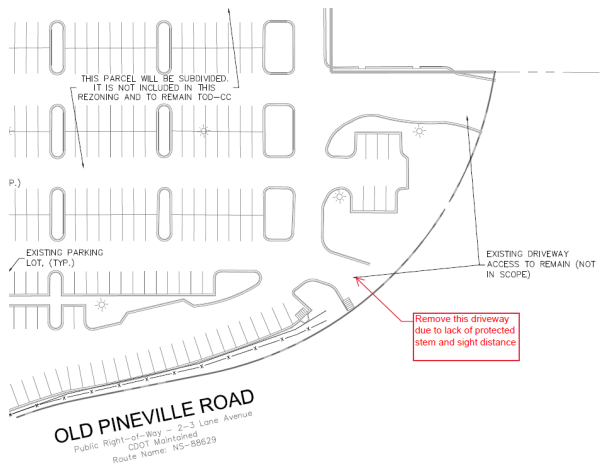 THIS PARCEL WILL BE SUBDIVIDED.
IT IS NOT INCLUDED IN THIS
REZONING AND TO REMAIN TOD-CC
P.)
EXISTING PARKING
LOT, (TYP.)
EXISTING DRIVEWAY
ACCESS TO REMAIN (NOT
IN SCOPE)
Remove this driveway
due to lack of protected
stem and sight distance
OLD PINEVILLE ROAD
Public Right-of-Way - 2-3 Lane Avenue
CDOT Maintained
Route Name: NS-88629